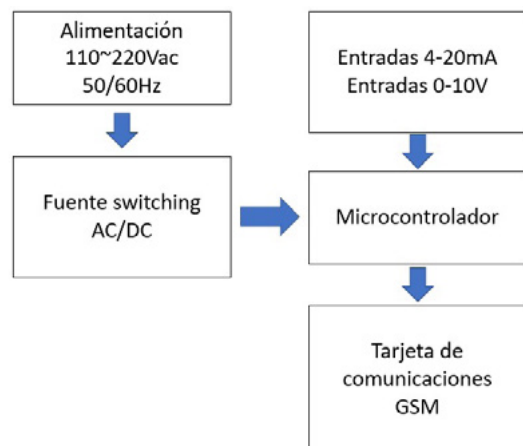 Alimentación
110~220Vac
50/60Hz
Entradas 4-20mA
Entradas 0-10V
Fuente switching
AC/DC
Microcontrolador
Tarjeta de
comunicaciones
GSM